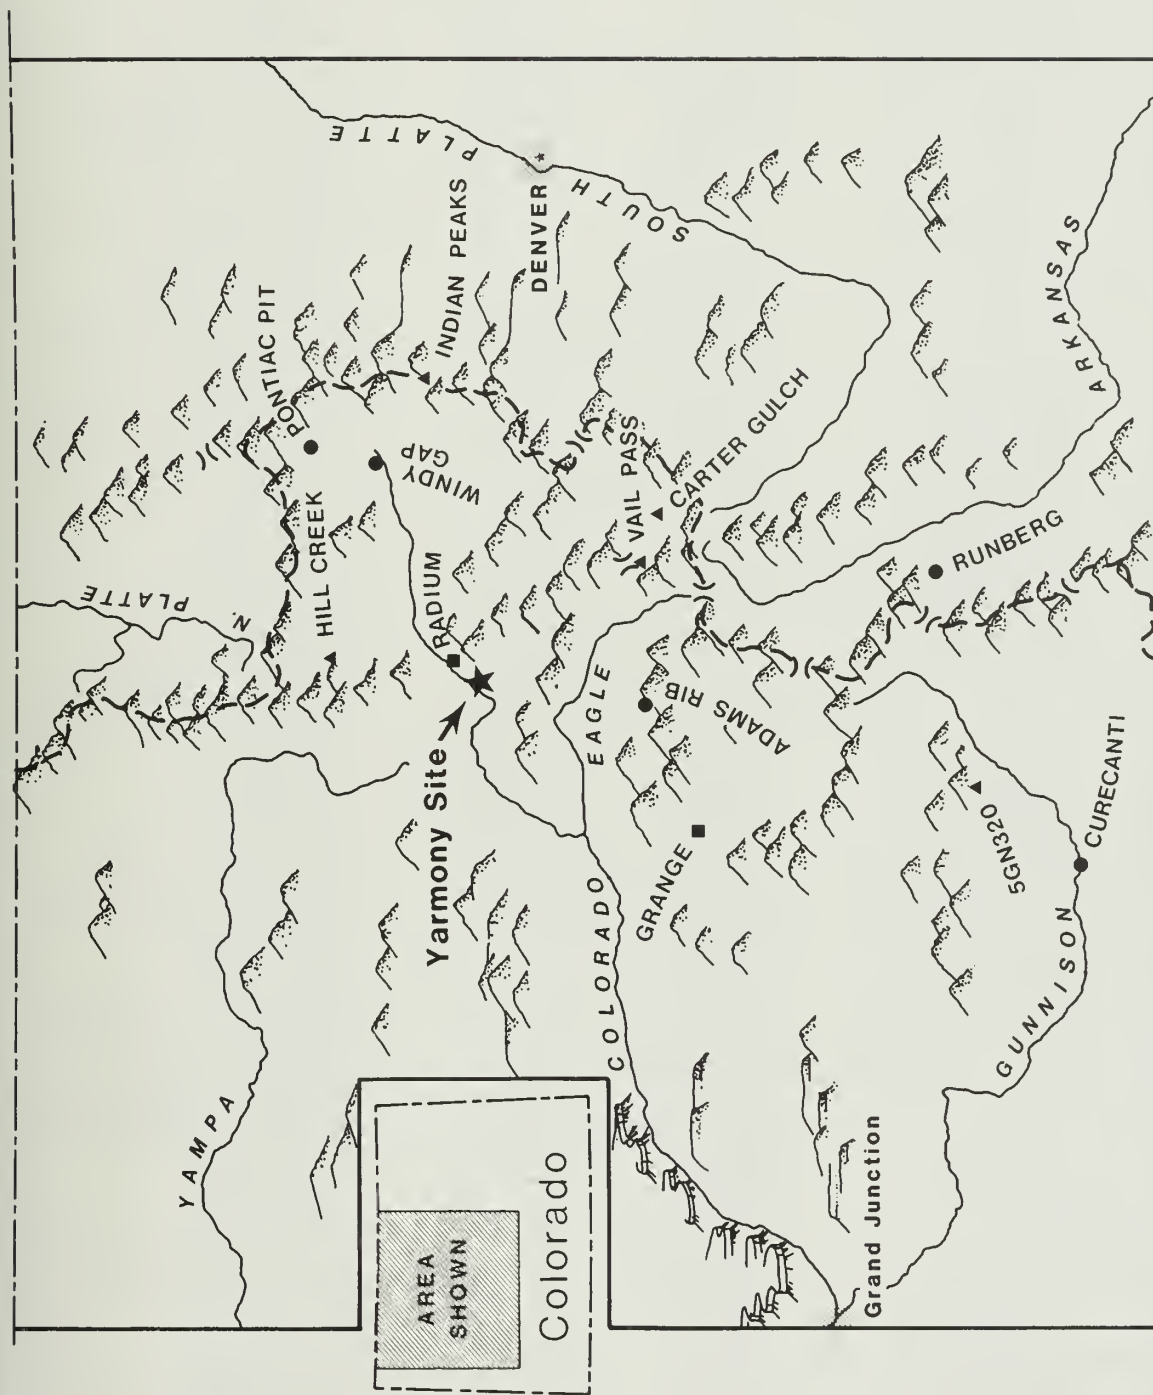 PLATTE
N.
PLATTE
SOUTH
PONTIAC PIT
INDIAN PEAKS
DENVER
WINDY
GAP
HILL CREEK
RADIUM
VAIL PASS
CARTER GULCH
ARKANSAS
RUNBERG
Yarmony Site
EAGLE
ADAMS RIB
GRANGE
COLORADO
5GN320
CURECANTI
GUNNISON
YAMPA
Grand Junction
AREA
SHOWN
Colorado